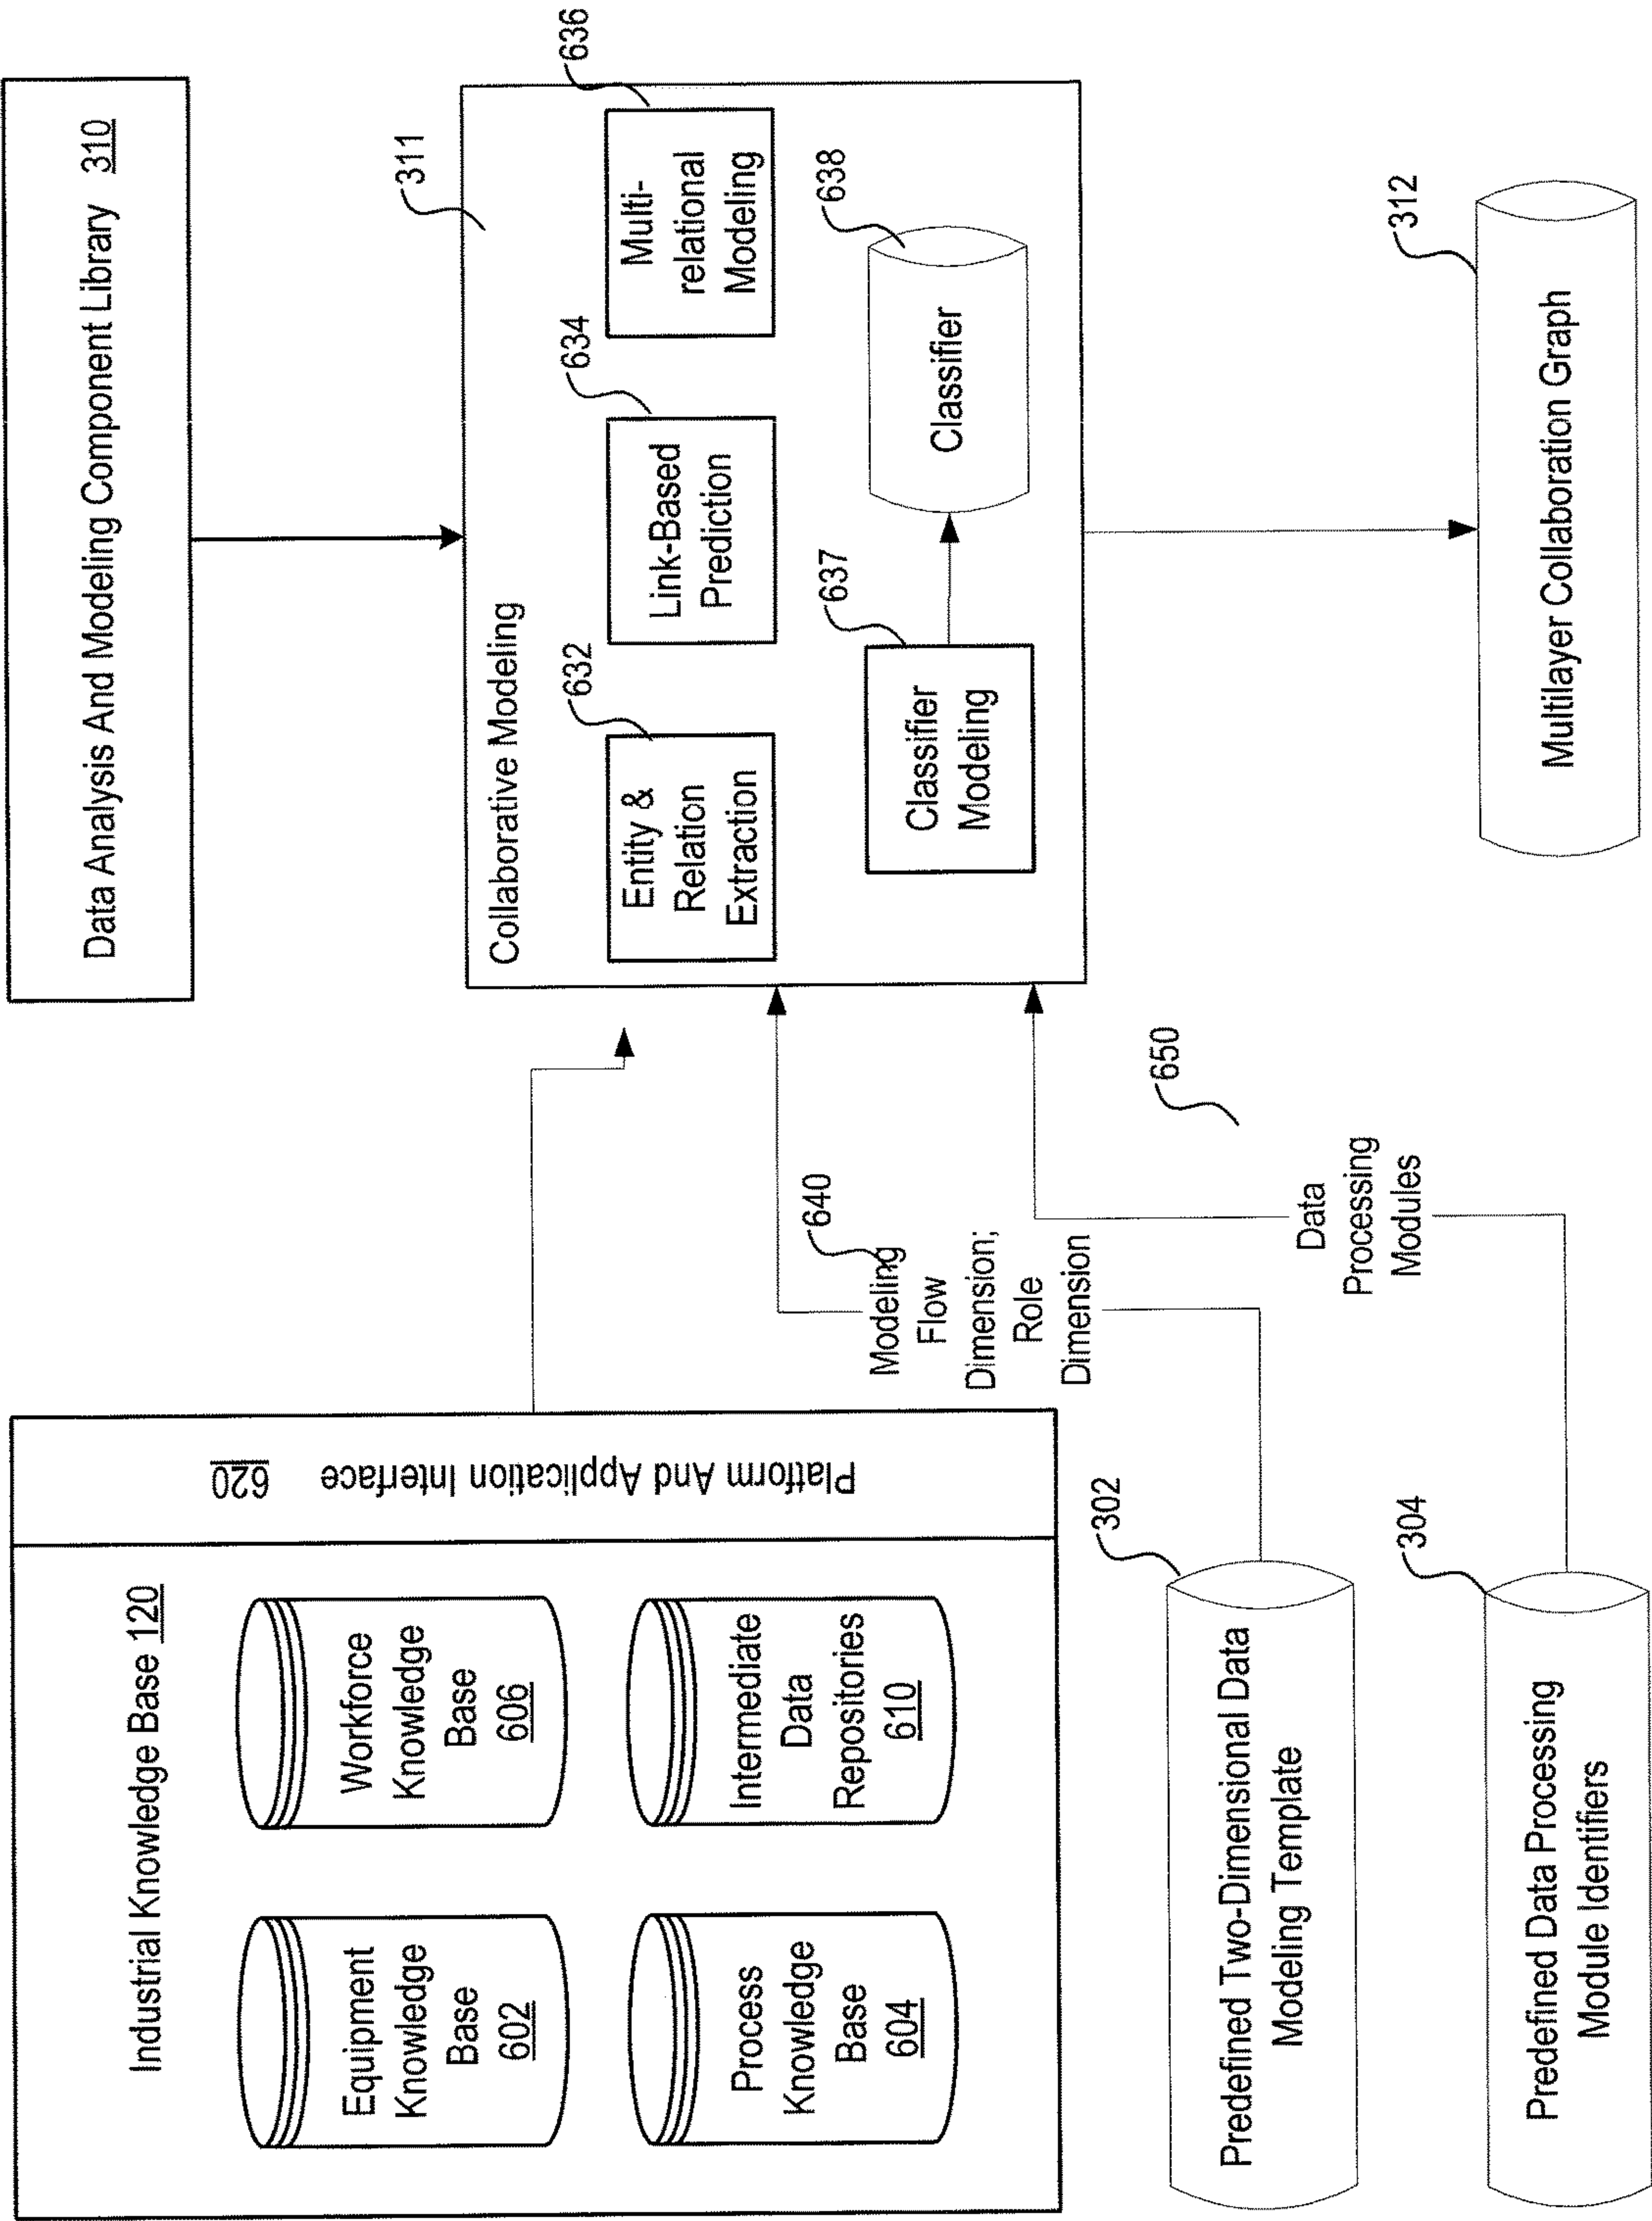 Data Analysis And Modeling Component Library 310
Industrial Knowledge Base 120
Equipment
Knowledge
Base
602
Workforce
Knowledge
Base
606
Process
Knowledge
Base
604
Intermediate
Data
Repositories
610
Platform And Application Interface 620
311
Collaborative Modeling
632
Entity &
Relation
Extraction
634
Link-Based
Prediction
636
Multi-
relational
Modeling
637
Classifier
Modeling
638
Classifier
640
Modeling
Flow
Dimension;
Role
Dimension
650
Data
Processing
Modules
302
Predefined Two-Dimensional Data
Modeling Template
304
Predefined Data Processing
Module Identifiers
312
Multilayer Collaboration Graph